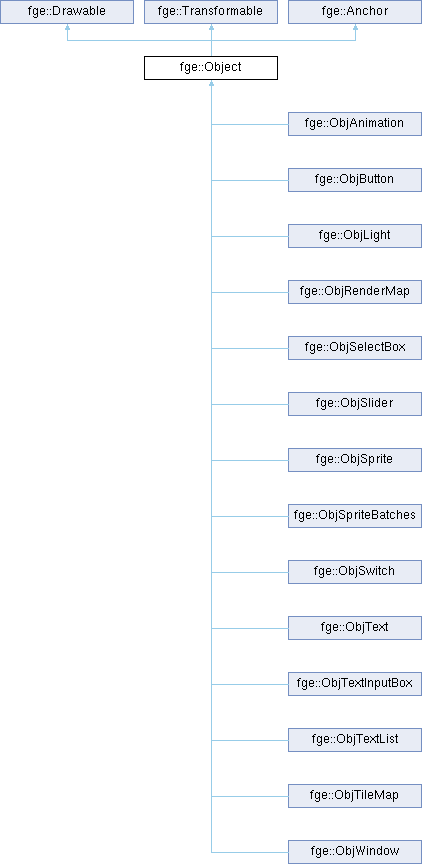 fge::Drawable
fge::Transformable
fge::Anchor
fge::Object
fge::ObjAnimation
fge::ObjButton
fge::ObjLight
fge::ObjRenderMap
fge::ObjSelectBox
fge::ObjSlider
fge::ObjSprite
fge::ObjSpriteBatches
fge::ObjSwitch
fge::ObjText
fge::ObjTextInputBox
fge::ObjTextList
fge::ObjTileMap
fge::ObjWindow